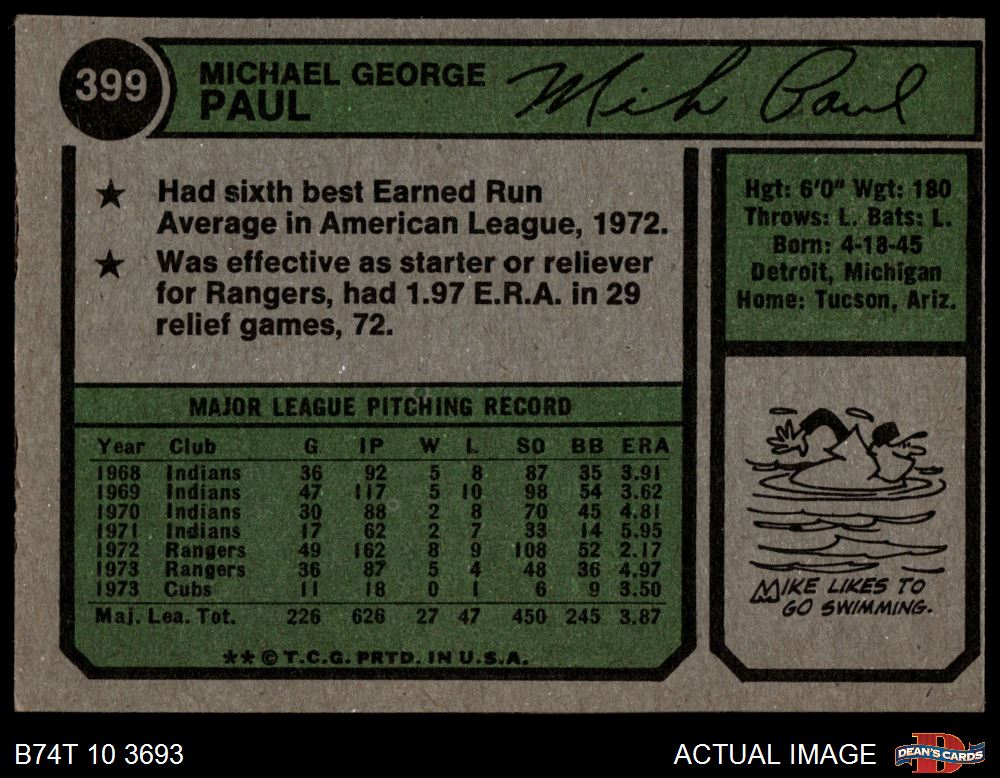 399
MICHAEL GEORGE
PAUL
Mich Paul
★ Had sixth best Earned Run
Average in American League, 1972.
★ Was effective as starter or reliever
for Rangers, had 1.97 E.R.A. in 29
relief games, 72.
Hgt: 6'0" Wgt: 180
Throws: L. Bats: L.
Born: 4-18-45
Detroit, Michigan
Home: Tucson, Ariz.
MAJOR LEAGUE PITCHING RECORD
Year Club G IP W L SO BB ERA
1968 Indians 36 92 5 8 87 35 3.91
1969 Indians 47 117 5 10 98 54 3.62
1970 Indians 30 88 2 8 70 45 4.81
1971 Indians 17 62 2 7 33 14 5.95
1972 Rangers 49 162 8 9 108 52 2.17
1973 Rangers 36 87 5 4 48 36 4.97
1973 Cubs 11 18 0 1 6 9 3.50
Maj. Lea. Tot. 226 626 27 47 450 245 3.87
** © T.C.G. PRTD. IN U.S.A.
MIKE LIKES TO
GO SWIMMING.
B74T 10 3693
ACTUAL IMAGE
D
DEAN'S CARDS